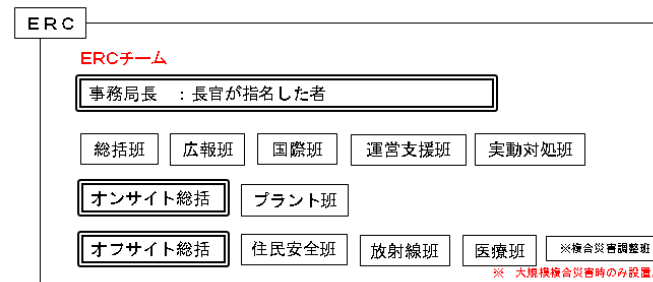 ERC
ERCチーム
事務局長 ：長官が指名した者
総括班 広報班 国際班 運営支援班 実動対処班
オンサイト総括 プラント班
オフサイト総括 住民安全班 放射線班 医療班 ※複合災害調整班
※ 大規模複合災害時のみ設置